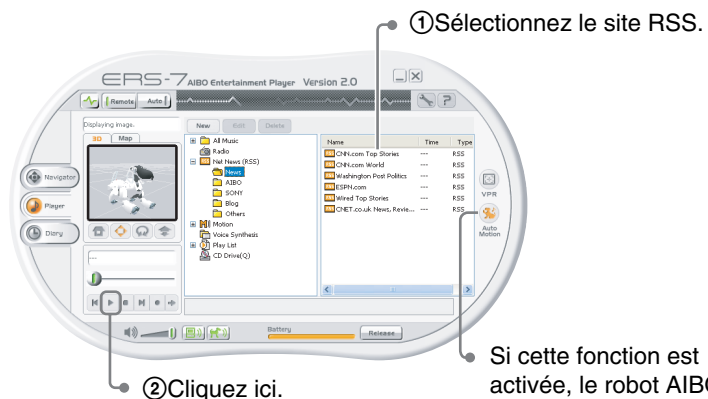 ①Sélectionnez le site RSS.
ERS-7 AIBO Entertainment Player Version 2.0
Remote Auto
Displaying image.
3D Map
New Edit Delete
All Music
Radio
Net News (RSS)
News
AIBO
SONY
Blog
Others
Motion
Voice Synthesis
Play List
CD Drive(Q)
Name Time Type
CNN.com Top Stories --- RSS
CNN.com World --- RSS
Washington Post Politics --- RSS
ESPN.com --- RSS
Wired Top Stories --- RSS
CNET.co.uk News, Revie... --- RSS
Navigator
Player
Diary
VPR
Auto Motion
---
Battery
Release
②Cliquez ici.
Si cette fonction est
activée, le robot AIBO